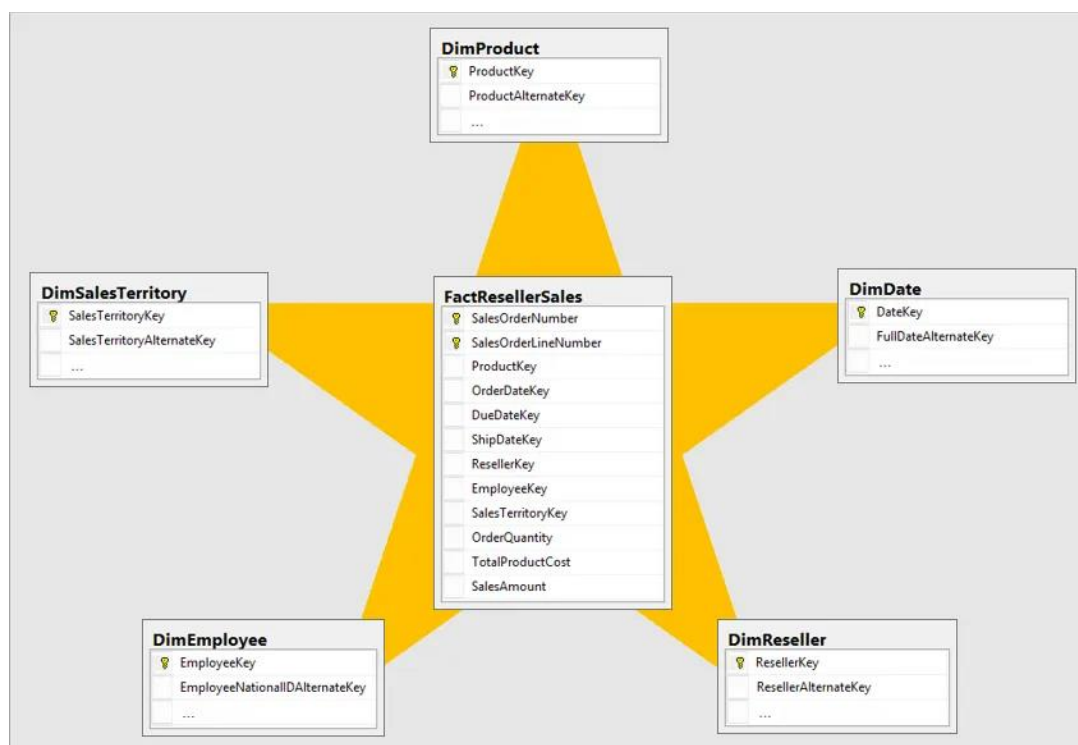 DimProduct
ProductKey
ProductAlternateKey
...
DimSalesTerritory
SalesTerritoryKey
SalesTerritoryAlternateKey
...
FactResellerSales
SalesOrderNumber
SalesOrderLineNumber
ProductKey
OrderDateKey
DueDateKey
ShipDateKey
ResellerKey
EmployeeKey
SalesTerritoryKey
OrderQuantity
TotalProductCost
SalesAmount
DimDate
DateKey
FullDateAlternateKey
...
DimEmployee
EmployeeKey
EmployeeNationalIDAlternateKey
...
DimReseller
ResellerKey
ResellerAlternateKey
...